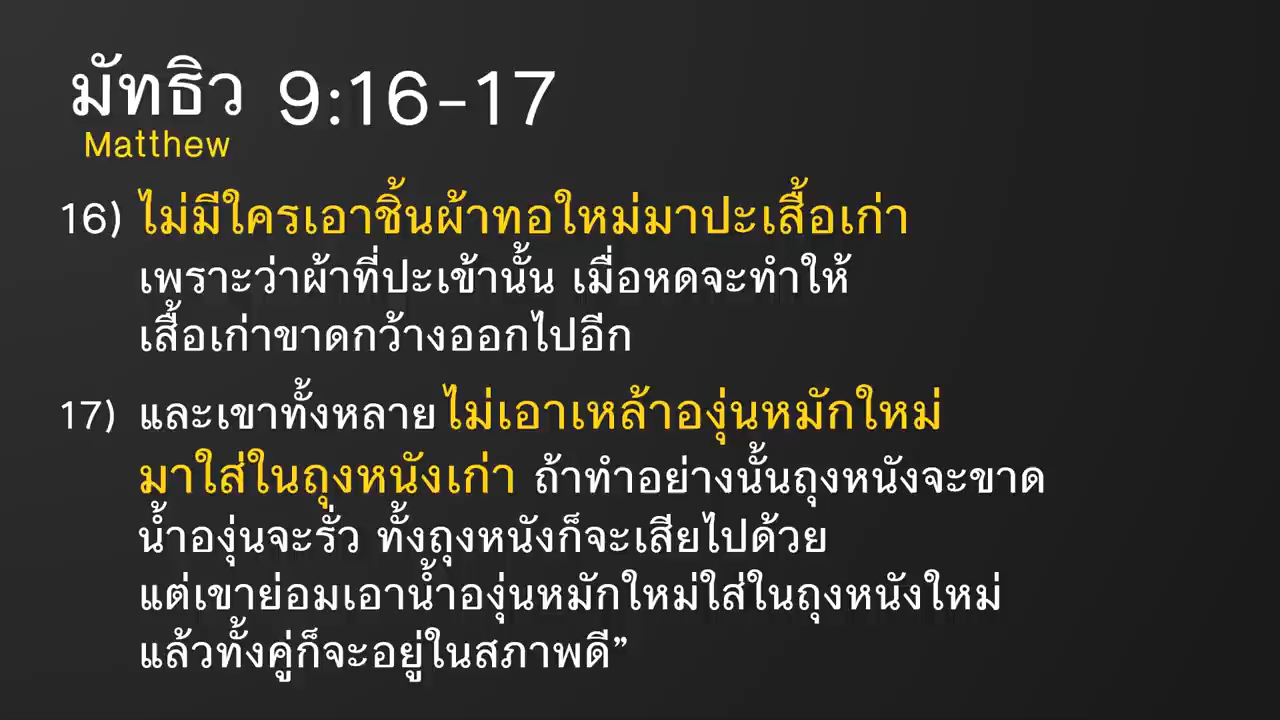 มัทธิว 9:16-17
Matthew
16) ไม่มีใครเอาชิ้นผ้าทอใหม่มาปะเสื้อเก่า
เพราะว่าผ้าที่ปะเข้านั้น เมื่อหดจะทำให้
เสื้อเก่าขาดกว้างออกไปอีก
17) และเขาทั้งหลายไม่เอาเหล้าองุ่นหมักใหม่
มาใส่ในถุงหนังเก่า ถ้าทำอย่างนั้นถุงหนังจะขาด
น้ำองุ่นจะรั่ว ทั้งถุงหนังก็จะเสียไปด้วย
แต่เขาย่อมเอาน้ำองุ่นหมักใหม่ใส่ในถุงหนังใหม่
แล้วทั้งคู่ก็จะอยู่ในสภาพดี”